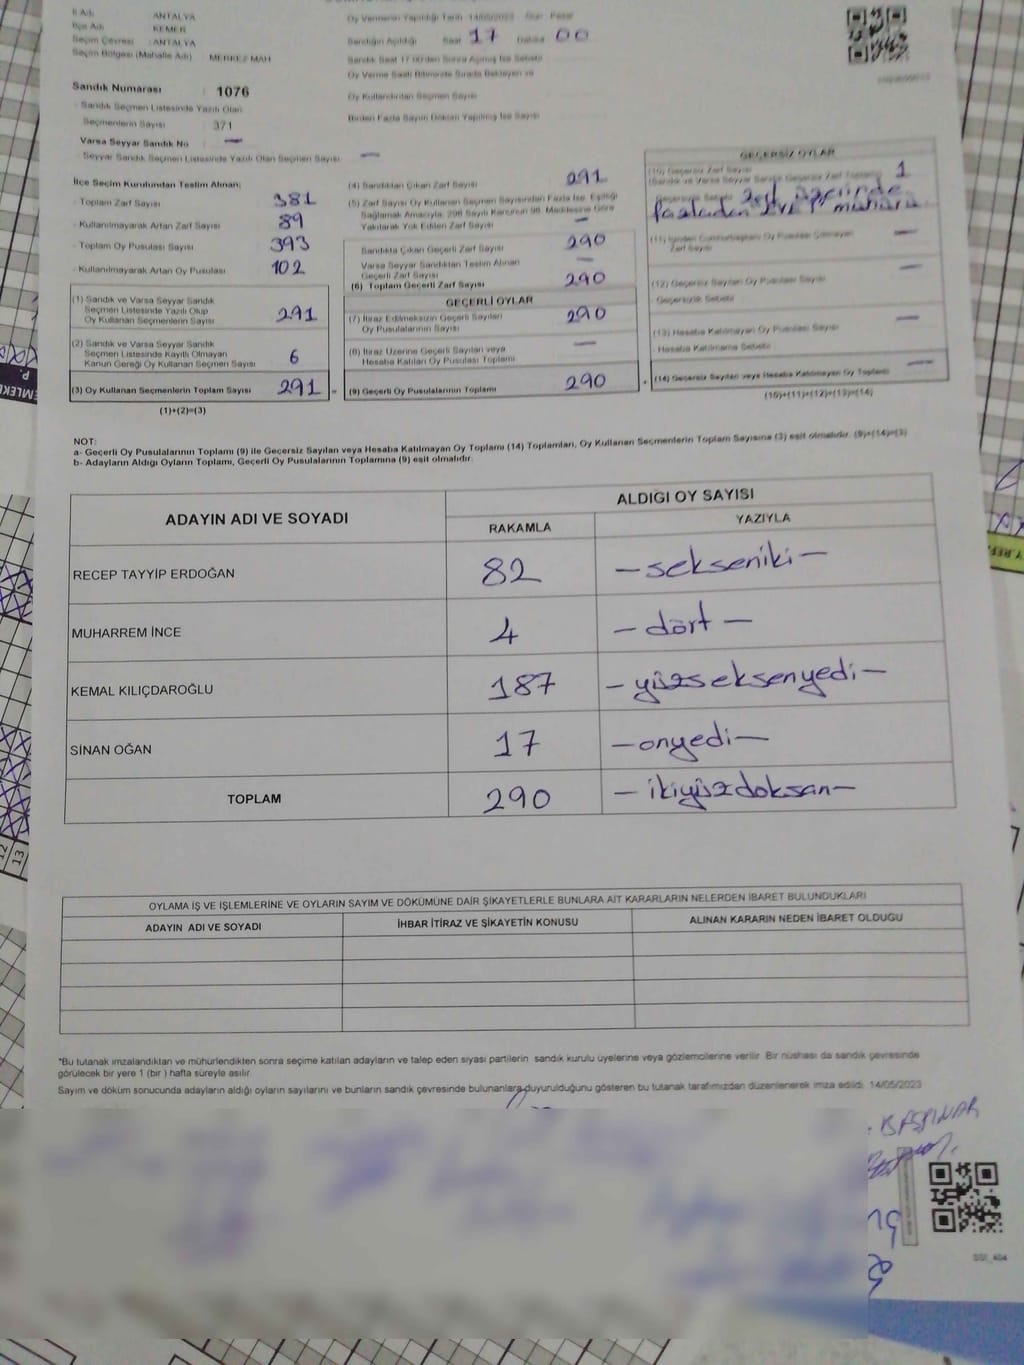 İl Adı ANTALYA
İlçe Adı KEMER
Seçim Çevresi : ANTALYA
Seçim Bölgesi (Mahalle Adı) MERKEZ MAH
Oy Vermenin Yapıldığı Tarih 14/05/2023 Gün Pazar
Sandığın Açıldığı Saat 17 Dakika 00
Sandık Saat 17.00'den Sonra Açılmış İse Sebebi
Oy Verme Saati Bitiminde Sırada Bekleyen ve
Oy Kullandırılan Seçmen Sayısı
Birden Fazla Sayım Döküm Yapılmış İse Sayısı
Sandık Numarası : 1076
- Sandık Seçmen Listesinde Yazılı Olan
Seçmenlerin Sayısı : 371
Varsa Seyyar Sandık No —
- Seyyar Sandık Seçmen Listesinde Yazılı Olan Seçmen Sayısı —
İlçe Seçim Kurulundan Teslim Alınan;
- Toplam Zarf Sayısı 381
- Kullanılmayarak Artan Zarf Sayısı 89
- Toplam Oy Pusulası Sayısı 393
- Kullanılmayarak Artan Oy Pusulası 102
(1) Sandık ve Varsa Seyyar Sandık
Seçmen Listesinde Yazılı Olup
Oy Kullanan Seçmenlerin Sayısı 291
(2) Sandık ve Varsa Seyyar Sandık
Seçmen Listesinde Kayıtlı Olmayan
Kanun Gereği Oy Kullanan Seçmen Sayısı 6
(3) Oy Kullanan Seçmenlerin Toplam Sayısı 291 =
(1)+(2)=(3)
(4) Sandıktan Çıkan Zarf Sayısı 291
(5) Zarf Sayısı Oy Kullanan Seçmen Sayısından Fazla İse, Eşitliği
Sağlamak Amacıyla, 298 Sayılı Kanunun 98. Maddesine Göre
Yakılarak Yok Edilen Zarf Sayısı —
Sandıkta Çıkan Geçerli Zarf Sayısı 290
Varsa Seyyar Sandıktan Teslim Alınan
Geçerli Zarf Sayısı —
(6) Toplam Geçerli Zarf Sayısı 290
GEÇERLİ OYLAR
(7) İtiraz Edilmeksizin Geçerli Sayılan
Oy Pusulalarının Sayısı 290
(8) İtiraz Üzerine Geçerli Sayılan veya
Hesaba Katılan Oy Pusulası Toplamı —
(9) Geçerli Oy Pusulalarının Toplamı 290 +
GEÇERSİZ OYLAR
(10) Geçersiz Zarf Sayısı
(Sandık ve Varsa Seyyar Sandık Geçersiz Zarf Toplamı) 1
Geçersizlik Sebebi zarf üzerinde
fazladan mühür
(11) İçinden Cumhurbaşkanı Oy Pusulası Çıkmayan
Zarf Sayısı —
(12) Geçersiz Sayılan Oy Pusulası Sayısı —
- Geçersizlik Sebebi
(13) Hesaba Katılmayan Oy Pusulası Sayısı —
- Hesaba Katılmama Sebebi
(14) Geçersiz Sayılan veya Hesaba Katılmayan Oy Toplamı —
(10)+(11)+(12)+(13)=(14)
NOT:
a- Geçerli Oy Pusulalarının Toplamı (9) ile Geçersiz Sayılan veya Hesaba Katılmayan Oy Toplamı (14) Toplamları, Oy Kullanan Seçmenlerin Toplam Sayısına (3) eşit olmalıdır. (9)+(14)=(3)
b- Adayların Aldığı Oyların Toplamı, Geçerli Oy Pusulalarının Toplamına (9) eşit olmalıdır.
ADAYIN ADI VE SOYADI ALDIĞI OY SAYISI
RAKAMLA YAZIYLA
RECEP TAYYİP ERDOĞAN 82 — sekseniki —
MUHARREM İNCE 4 — dört —
KEMAL KILIÇDAROĞLU 187 — yüzseksenyedi —
SİNAN OĞAN 17 — onyedi —
TOPLAM 290 — ikiyüzdoksan —
OYLAMA İŞ VE İŞLEMLERİNE VE OYLARIN SAYIM VE DÖKÜMÜNE DAİR ŞİKAYETLERLE BUNLARA AİT KARARLARIN NELERDEN İBARET BULUNDUKLARI
ADAYIN ADI VE SOYADI İHBAR İTİRAZ VE ŞİKAYETİN KONUSU ALINAN KARARIN NEDEN İBARET OLDUĞU
*Bu tutanak imzalandıktan ve mühürlendikten sonra seçime katılan adayların ve talep eden siyasi partilerin sandık kurulu üyelerine veya gözlemcilerine verilir. Bir nüshası da sandık çevresinde
görülecek bir yere 1 (bir ) hafta süreyle asılır.
Sayım ve döküm sonucunda adayların aldığı oyların sayılarını ve bunların sandık çevresinde bulunanlara duyurulduğunu gösteren bu tutanak tarafımızdan düzenlenerek imza edildi. 14/05/2023
BAŞPINAR